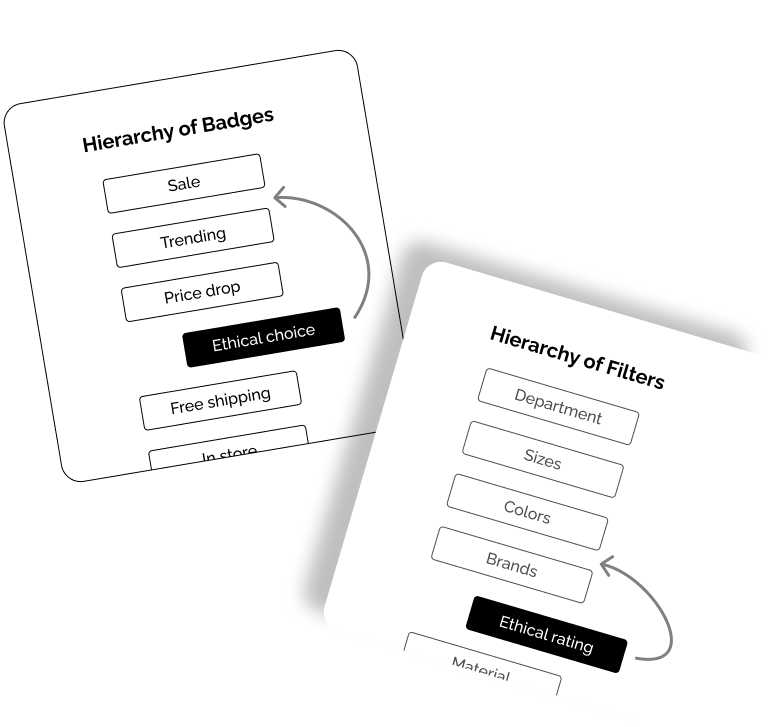 Hierarchy of Badges
Sale
Trending
Price drop
Ethical choice
Free shipping
In store
Hierarchy of Filters
Department
Sizes
Colors
Brands
Ethical rating
Material